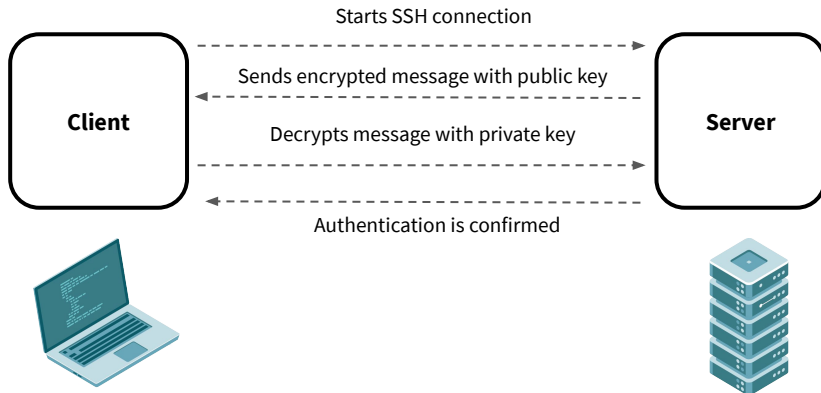 Starts SSH connection
Sends encrypted message with public key
Client
Server
Decrypts message with private key
Authentication is confirmed